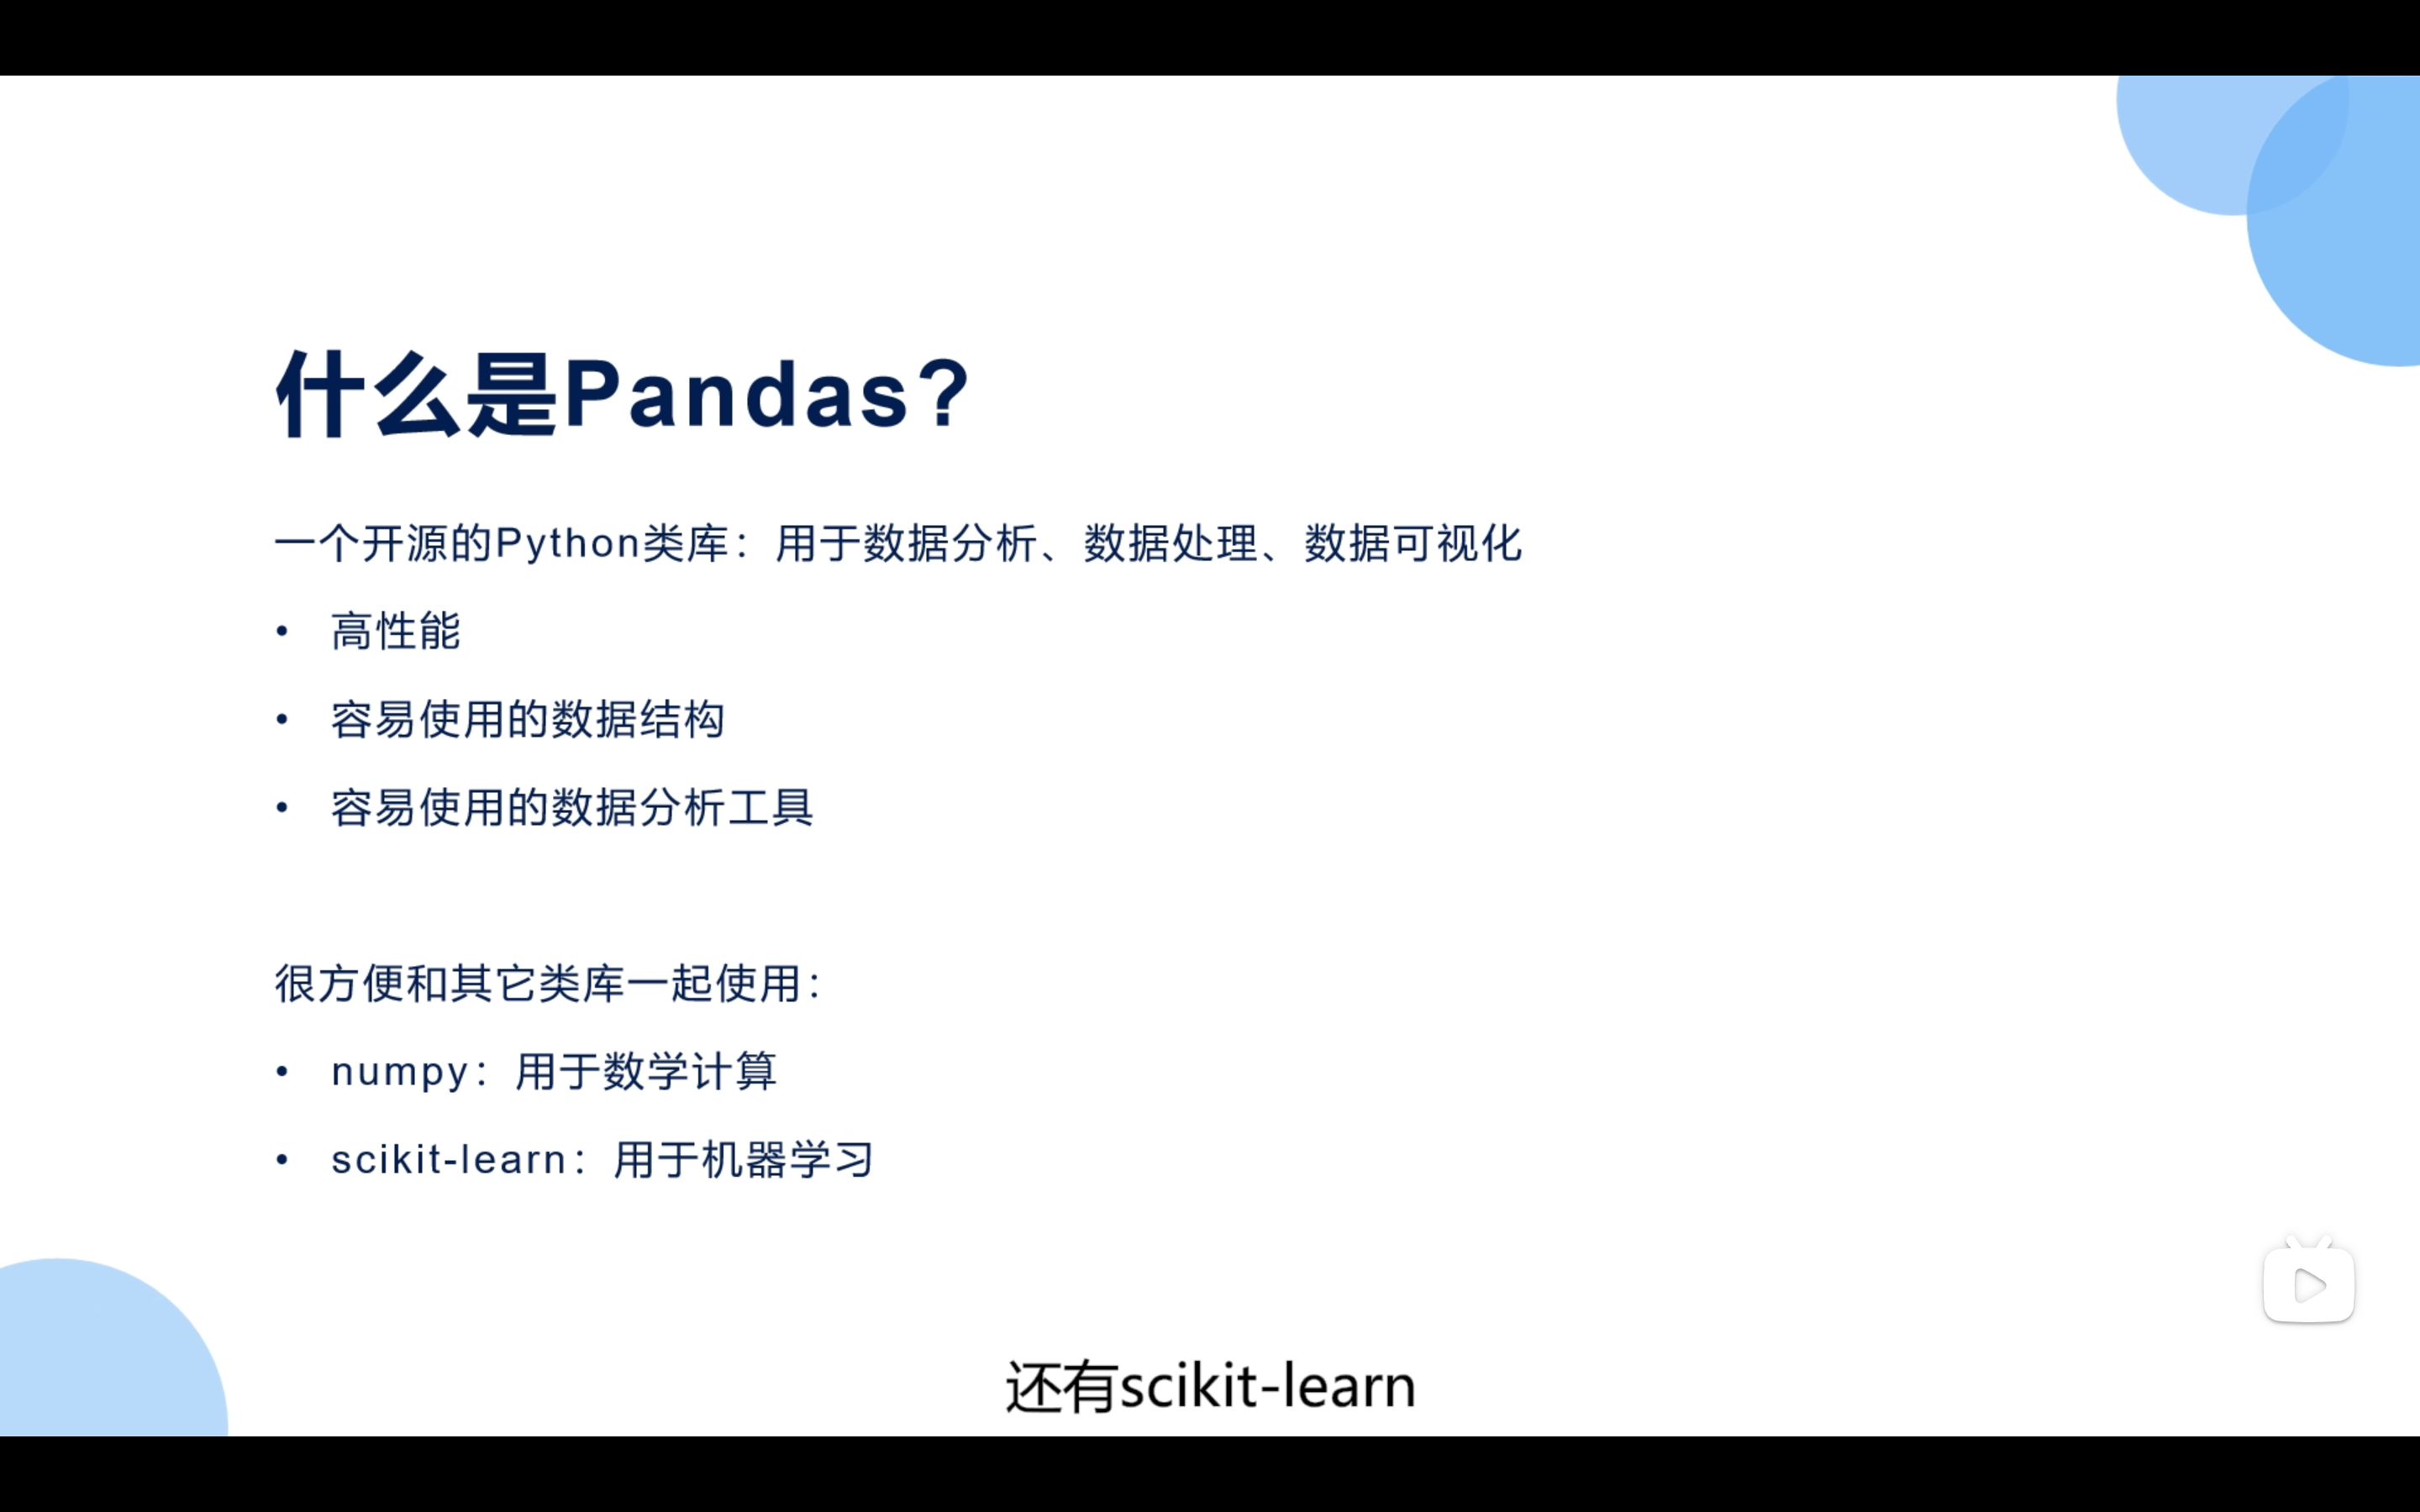 什么是Pandas？
一个开源的Python类库：用于数据分析、数据处理、数据可视化
• 高性能
• 容易使用的数据结构
• 容易使用的数据分析工具
很方便和其它类库一起使用：
• numpy：用于数学计算
• scikit-learn：用于机器学习
还有scikit-learn